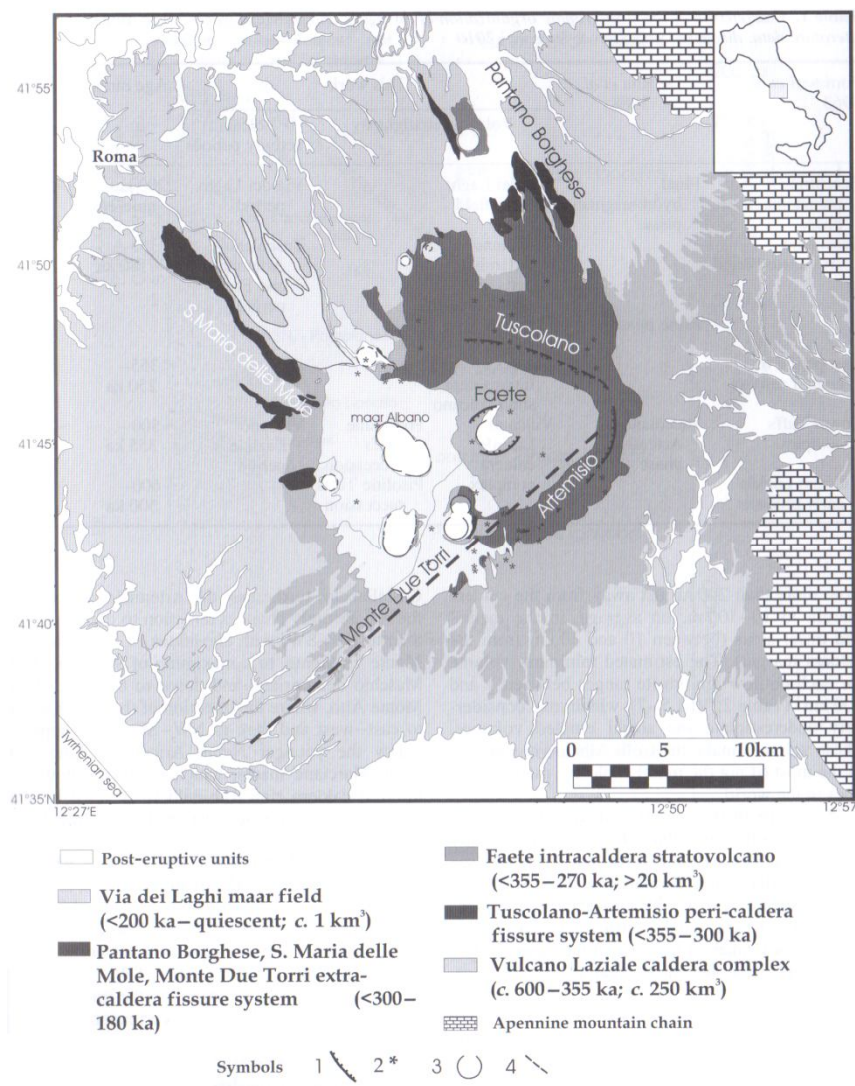 41°55'
Roma
Pantano Borghese
41°50'
S.Maria delle Mole
Tuscolano
Faete
maar Albano
41°45'
Artemisio
Monte Due Torri
41°40'
Tyrrhenian sea
0 5 10km
41°35'N
12°27'E
12°50'
12°57'
Post-eruptive units
Via dei Laghi maar field
(<200 ka–quiescent; c. 1 km³)
Pantano Borghese, S. Maria delle
Mole, Monte Due Torri extra-
caldera fissure system (<300–
180 ka)
Faete intracaldera stratovolcano
(<355–270 ka; >20 km³)
Tuscolano-Artemisio peri-caldera
fissure system (<355–300 ka)
Vulcano Laziale caldera complex
(c. 600–355 ka; c. 250 km³)
Apennine mountain chain
Symbols 1 2 * 3 4